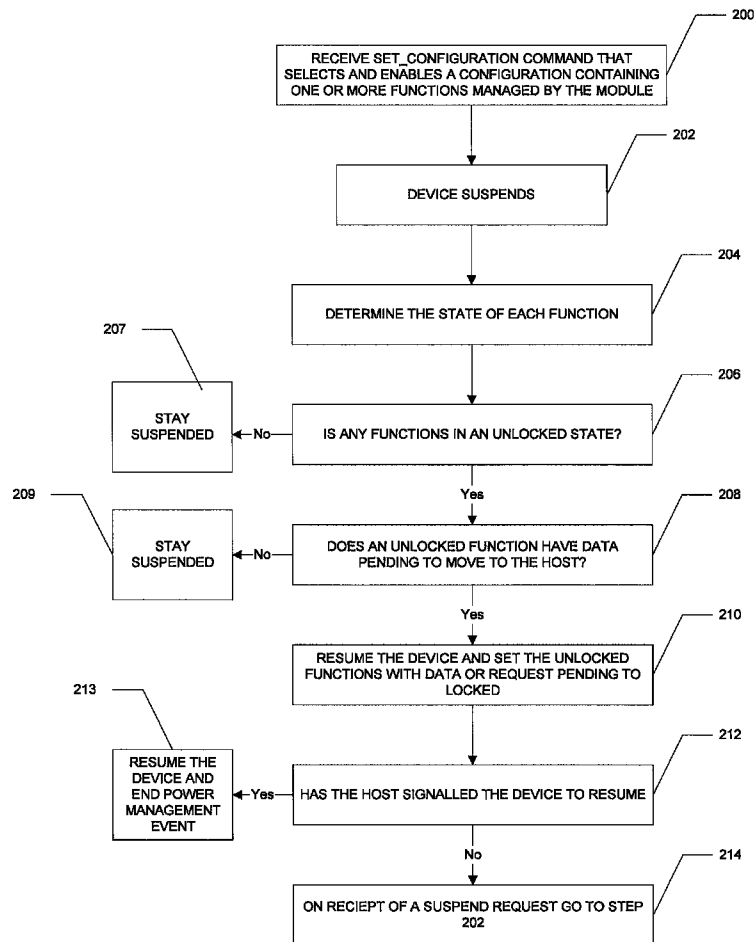 200
RECEIVE SET_CONFIGURATION COMMAND THAT
SELECTS AND ENABLES A CONFIGURATION CONTAINING
ONE OR MORE FUNCTIONS MANAGED BY THE MODULE
202
DEVICE SUSPENDS
204
DETERMINE THE STATE OF EACH FUNCTION
207
206
STAY
SUSPENDED
No
IS ANY FUNCTIONS IN AN UNLOCKED STATE?
Yes
209
208
STAY
SUSPENDED
No
DOES AN UNLOCKED FUNCTION HAVE DATA
PENDING TO MOVE TO THE HOST?
Yes
210
RESUME THE DEVICE AND SET THE UNLOCKED
FUNCTIONS WITH DATA OR REQUEST PENDING TO
LOCKED
213
212
RESUME THE
DEVICE AND
END POWER
MANAGEMENT
EVENT
Yes
HAS THE HOST SIGNALLED THE DEVICE TO RESUME
No
214
ON RECIEPT OF A SUSPEND REQUEST GO TO STEP
202